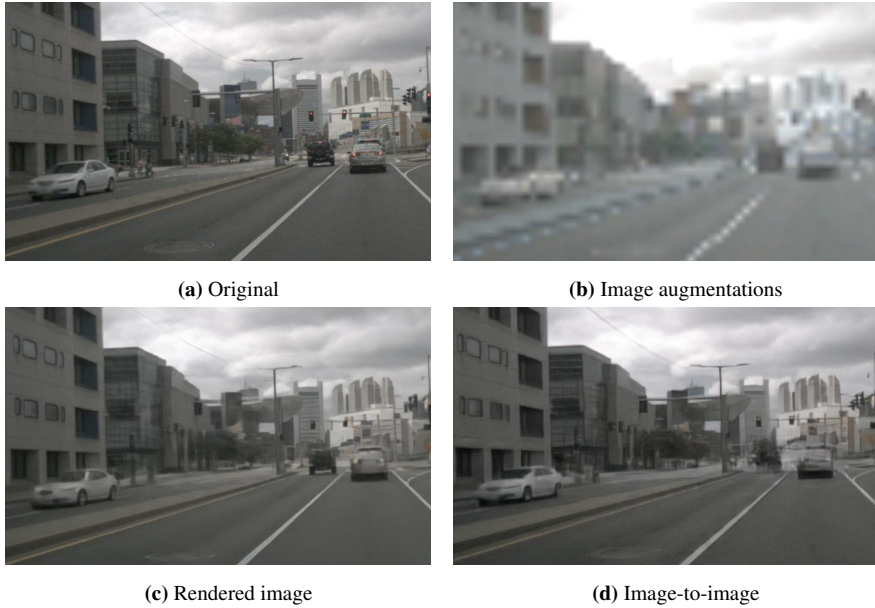 (a) Original
(b) Image augmentations
(c) Rendered image
(d) Image-to-image